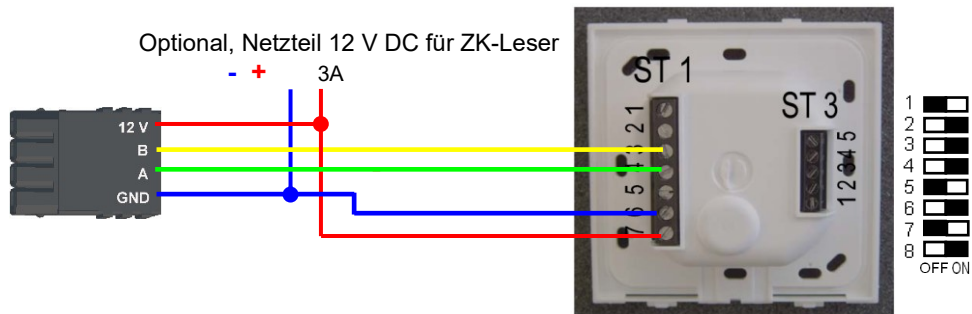 Optional, Netzteil 12 V DC für ZK-Leser
- +
3A
12 V
B
A
GND
ST 1
1
2
3
4
5
6
7
ST 3
1 2 3 4 5
1
2
3
4
5
6
7
8
OFF ON